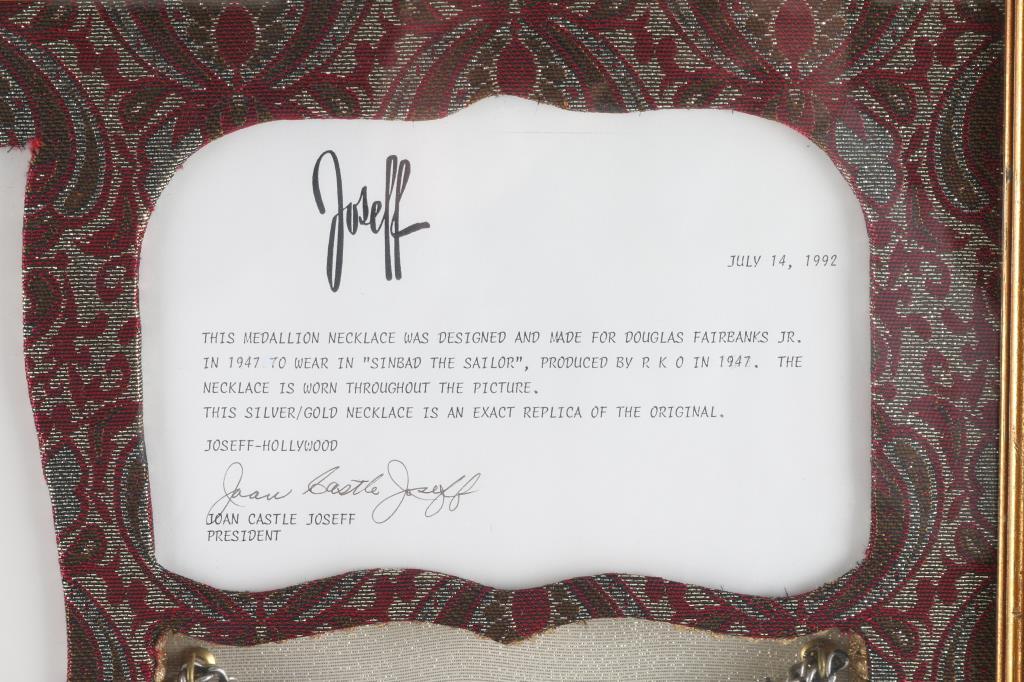 Joseff
JULY 14, 1992
THIS MEDALLION NECKLACE WAS DESIGNED AND MADE FOR DOUGLAS FAIRBANKS JR.
IN 1947 TO WEAR IN "SINBAD THE SAILOR", PRODUCED BY R K O IN 1947. THE
NECKLACE IS WORN THROUGHOUT THE PICTURE.
THIS SILVER/GOLD NECKLACE IS AN EXACT REPLICA OF THE ORIGINAL.
JOSEFF-HOLLYWOOD
Joan Castle Joseff
JOAN CASTLE JOSEFF
PRESIDENT